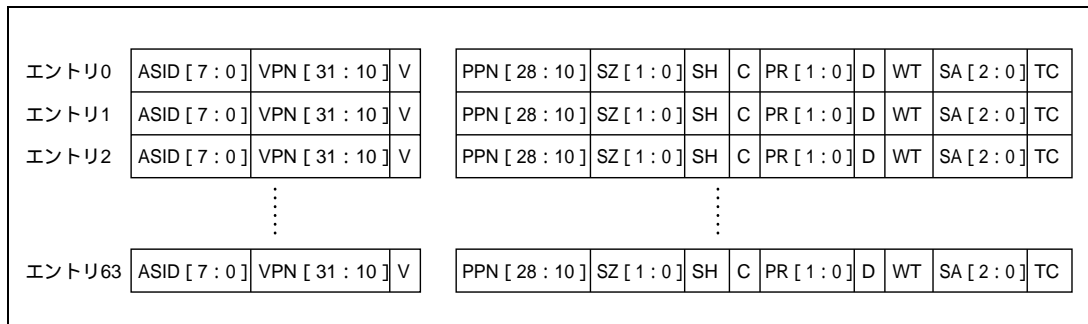 エントリ0 ASID [ 7 : 0 ] VPN [ 31 : 10 ] V PPN [ 28 : 10 ] SZ [ 1 : 0 ] SH C PR [ 1 : 0 ] D WT SA [ 2 : 0 ] TC
エントリ1 ASID [ 7 : 0 ] VPN [ 31 : 10 ] V PPN [ 28 : 10 ] SZ [ 1 : 0 ] SH C PR [ 1 : 0 ] D WT SA [ 2 : 0 ] TC
エントリ2 ASID [ 7 : 0 ] VPN [ 31 : 10 ] V PPN [ 28 : 10 ] SZ [ 1 : 0 ] SH C PR [ 1 : 0 ] D WT SA [ 2 : 0 ] TC
エントリ63 ASID [ 7 : 0 ] VPN [ 31 : 10 ] V PPN [ 28 : 10 ] SZ [ 1 : 0 ] SH C PR [ 1 : 0 ] D WT SA [ 2 : 0 ] TC